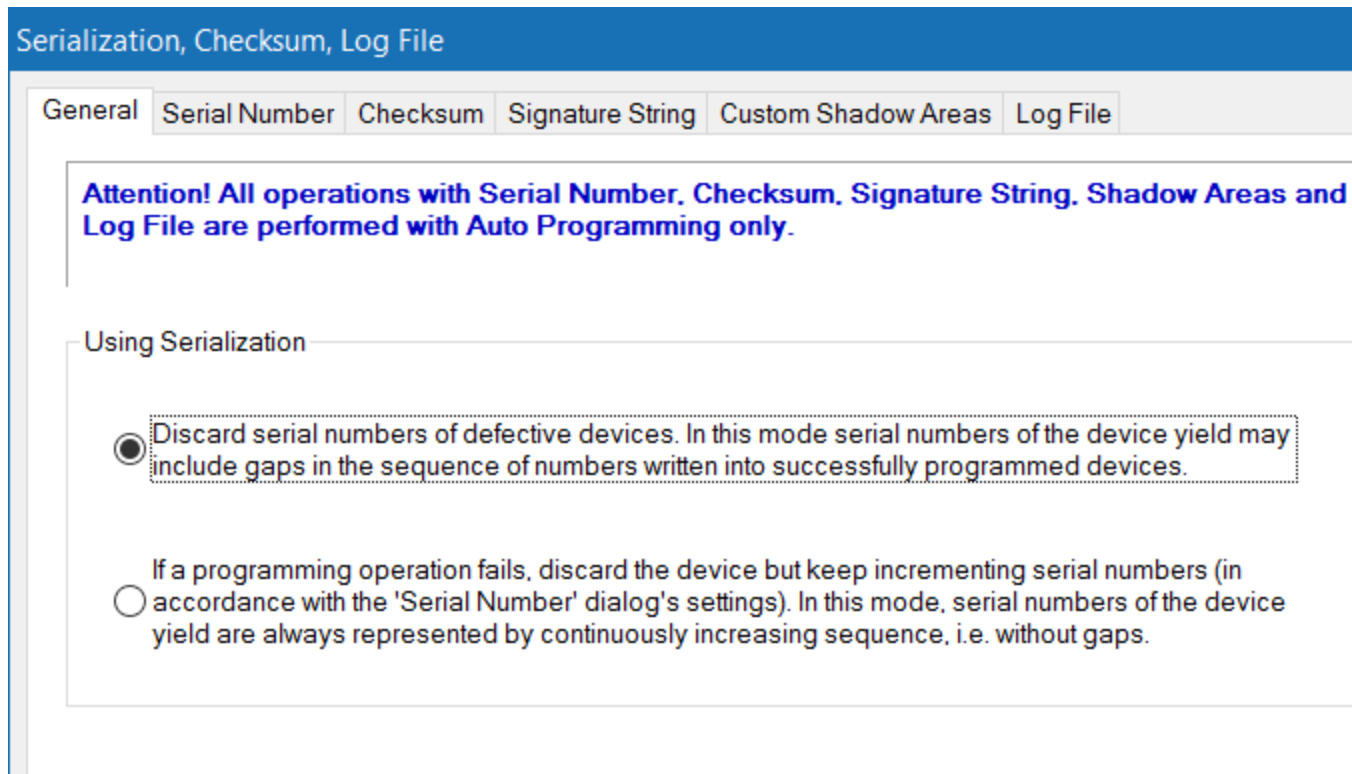 Serialization, Checksum, Log File
General Serial Number Checksum Signature String Custom Shadow Areas Log File
Attention! All operations with Serial Number, Checksum, Signature String, Shadow Areas and
Log File are performed with Auto Programming only.
Using Serialization
Discard serial numbers of defective devices. In this mode serial numbers of the device yield may
include gaps in the sequence of numbers written into successfully programmed devices.
If a programming operation fails, discard the device but keep incrementing serial numbers (in
accordance with the 'Serial Number' dialog's settings). In this mode, serial numbers of the device
yield are always represented by continuously increasing sequence, i.e. without gaps.